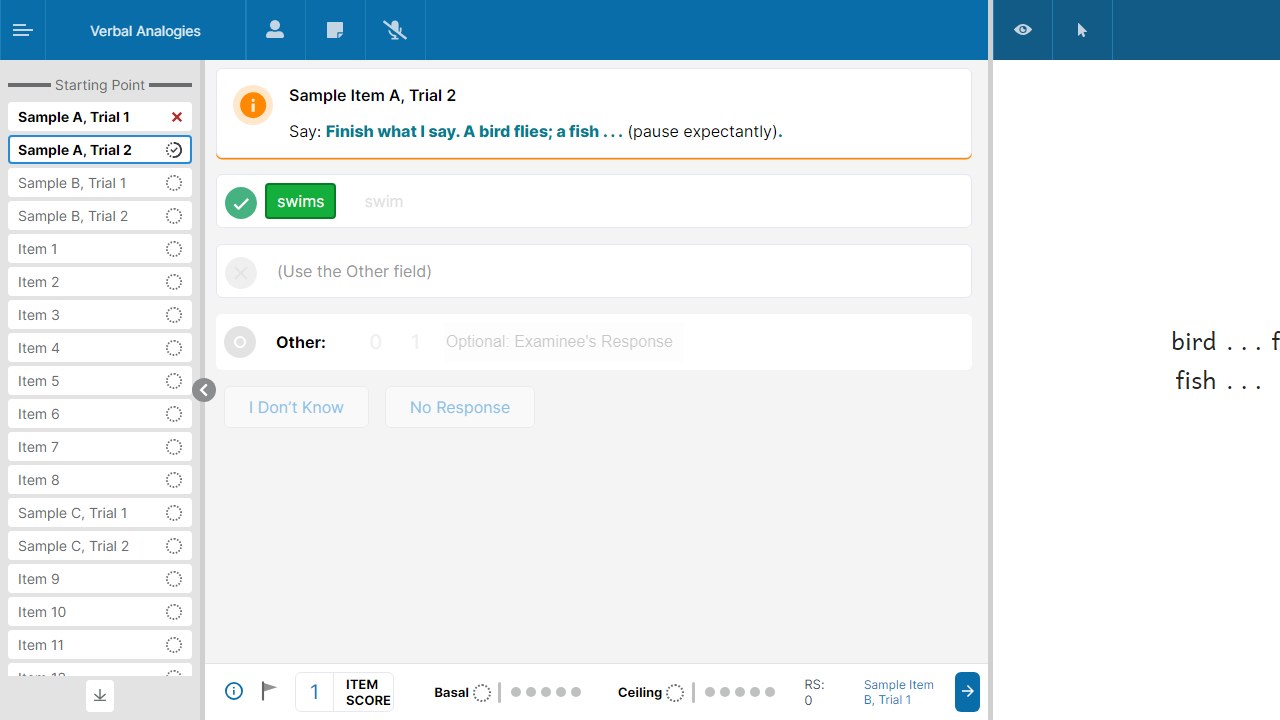 Verbal Analogies
Starting Point
Sample A, Trial 1
Sample A, Trial 2
Sample B, Trial 1
Sample B, Trial 2
Item 1
Item 2
Item 3
Item 4
Item 5
Item 6
Item 7
Item 8
Sample C, Trial 1
Sample C, Trial 2
Item 9
Item 10
Item 11
Sample Item A, Trial 2
Say: Finish what I say. A bird flies; a fish . . . (pause expectantly).
swims swim
(Use the Other field)
Other: 0 1 Optional: Examinee's Response
I Don't Know No Response
1 ITEM SCORE
Basal
Ceiling
RS:
0
Sample Item
B, Trial 1
bird . . . f
fish . . .